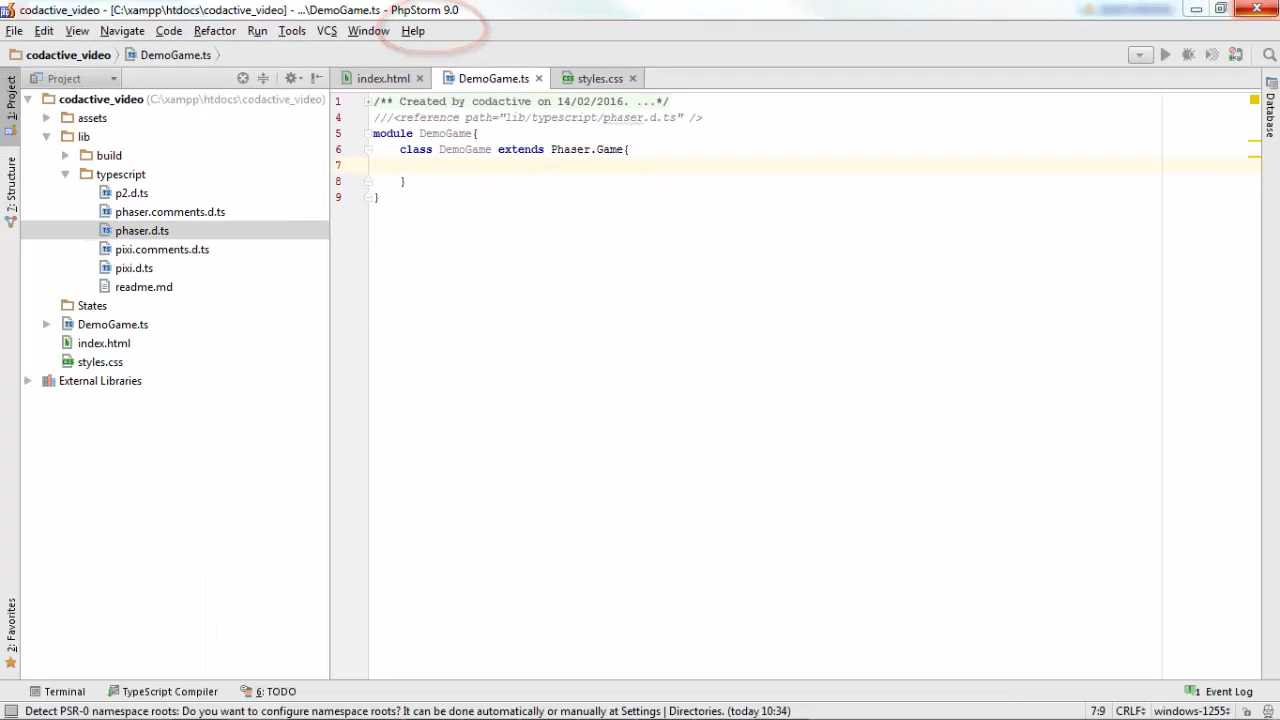 codactive_video - [C:\xampp\htdocs\codactive_video] - ...\DemoGame.ts - PhpStorm 9.0
File Edit View Navigate Code Refactor Run Tools VCS Window Help
codactive_video DemoGame.ts
1: Project
Project
index.html
DemoGame.ts
styles.css
codactive_video (C:\xampp\htdocs\codactive_video)
assets
lib
build
typescript
p2.d.ts
phaser.comments.d.ts
phaser.d.ts
pixi.comments.d.ts
pixi.d.ts
readme.md
States
DemoGame.ts
index.html
styles.css
External Libraries
7: Structure
2: Favorites
1 /** Created by codactive on 14/02/2016. ...*/
4 ///<reference path="lib/typescript/phaser.d.ts" />
5 module DemoGame{
6 class DemoGame extends Phaser.Game{
7
8 }
9 }
Database
Terminal TypeScript Compiler 6: TODO 1 Event Log
Detect PSR-0 namespace roots: Do you want to configure namespace roots? It can be done automatically or manually at Settings | Directories. (today 10:34) 7:9 CRLF windows-1255